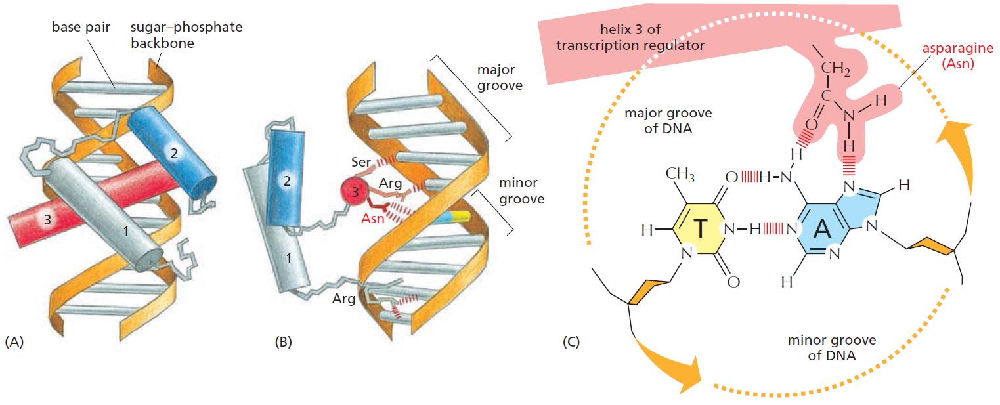 base pair
sugar–phosphate
backbone
2
3
1
(A)
major
groove
minor
groove
2
1
Ser
Arg
3
Asn
Arg
(B)
helix 3 of
transcription regulator
asparagine
(Asn)
major groove
of DNA
CH₂
C
O
N
H
H
H
CH₃
O
H–N
N
H
H
T
N–H
N
A
N
N
N
O
H
minor groove
of DNA
(C)